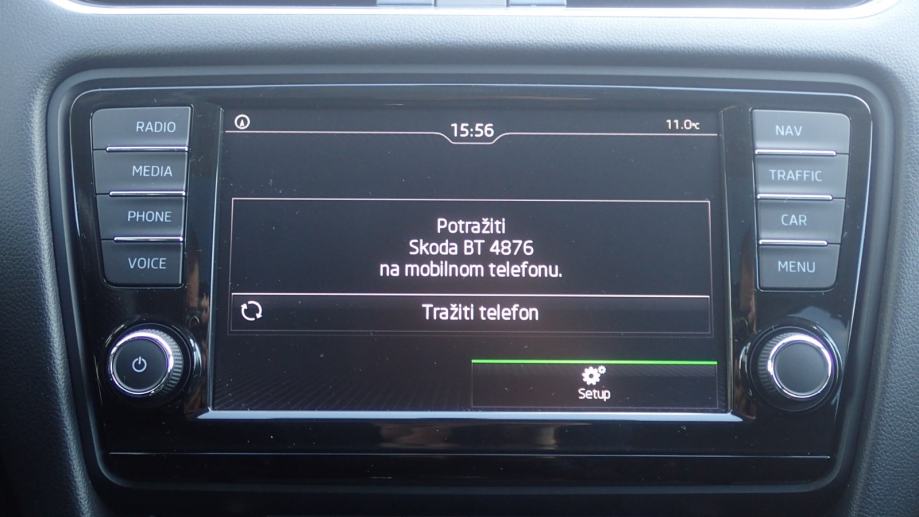 RADIO
MEDIA
PHONE
VOICE
15:56
11.0°C
Potražiti
Skoda BT 4876
na mobilnom telefonu.
Tražiti telefon
Setup
NAV
TRAFFIC
CAR
MENU